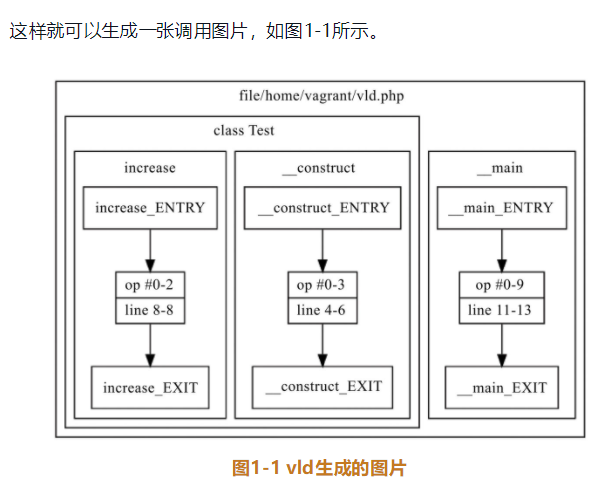 这样就可以生成一张调用图片，如图1-1所示。
file/home/vagrant/vld.php
class Test
increase
__construct
__main
increase_ENTRY
__construct_ENTRY
__main_ENTRY
op #0-2
line 8-8
op #0-3
line 4-6
op #0-9
line 11-13
increase_EXIT
__construct_EXIT
__main_EXIT
图1-1 vld生成的图片